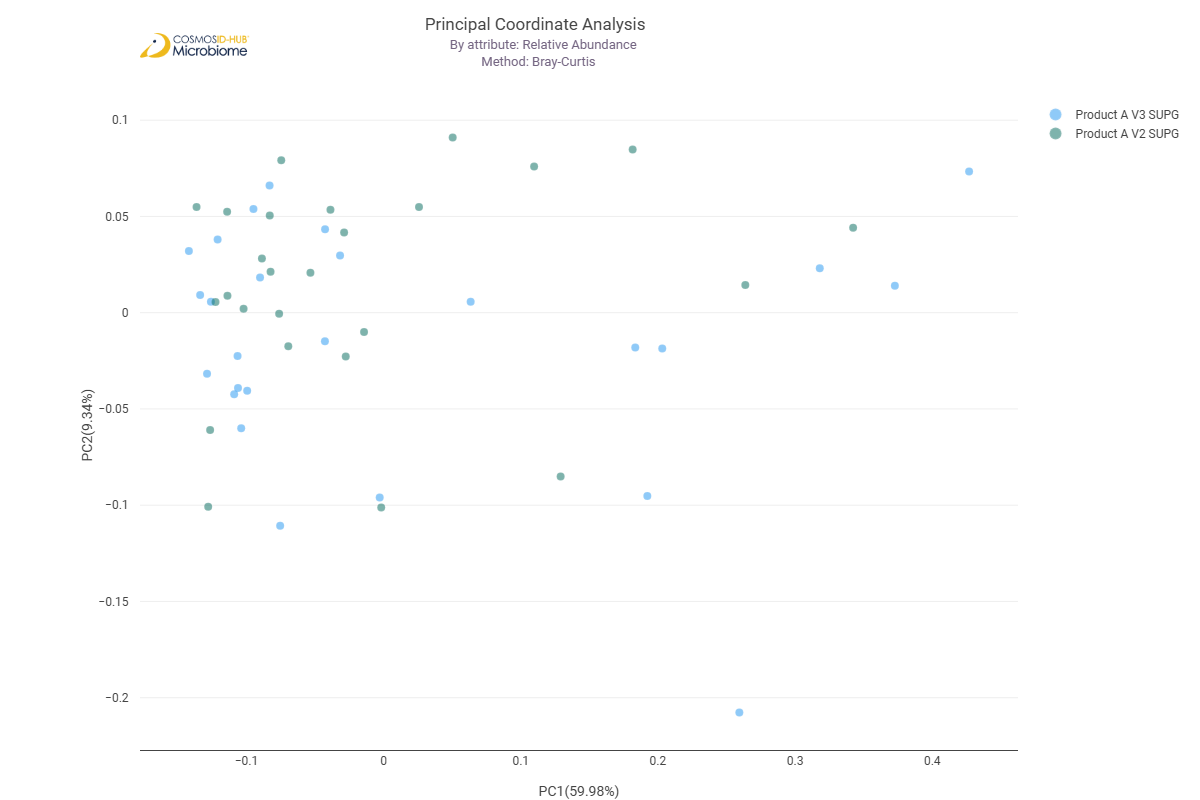 Principal Coordinate Analysis
By attribute: Relative Abundance
Method: Bray-Curtis
COSMOSID-HUB
Microbiome
Product A V3 SUPG
Product A V2 SUPG
0.1
0.05
0
−0.05
−0.1
−0.15
−0.2
PC2(9.34%)
−0.1
0
0.1
0.2
0.3
0.4
PC1(59.98%)